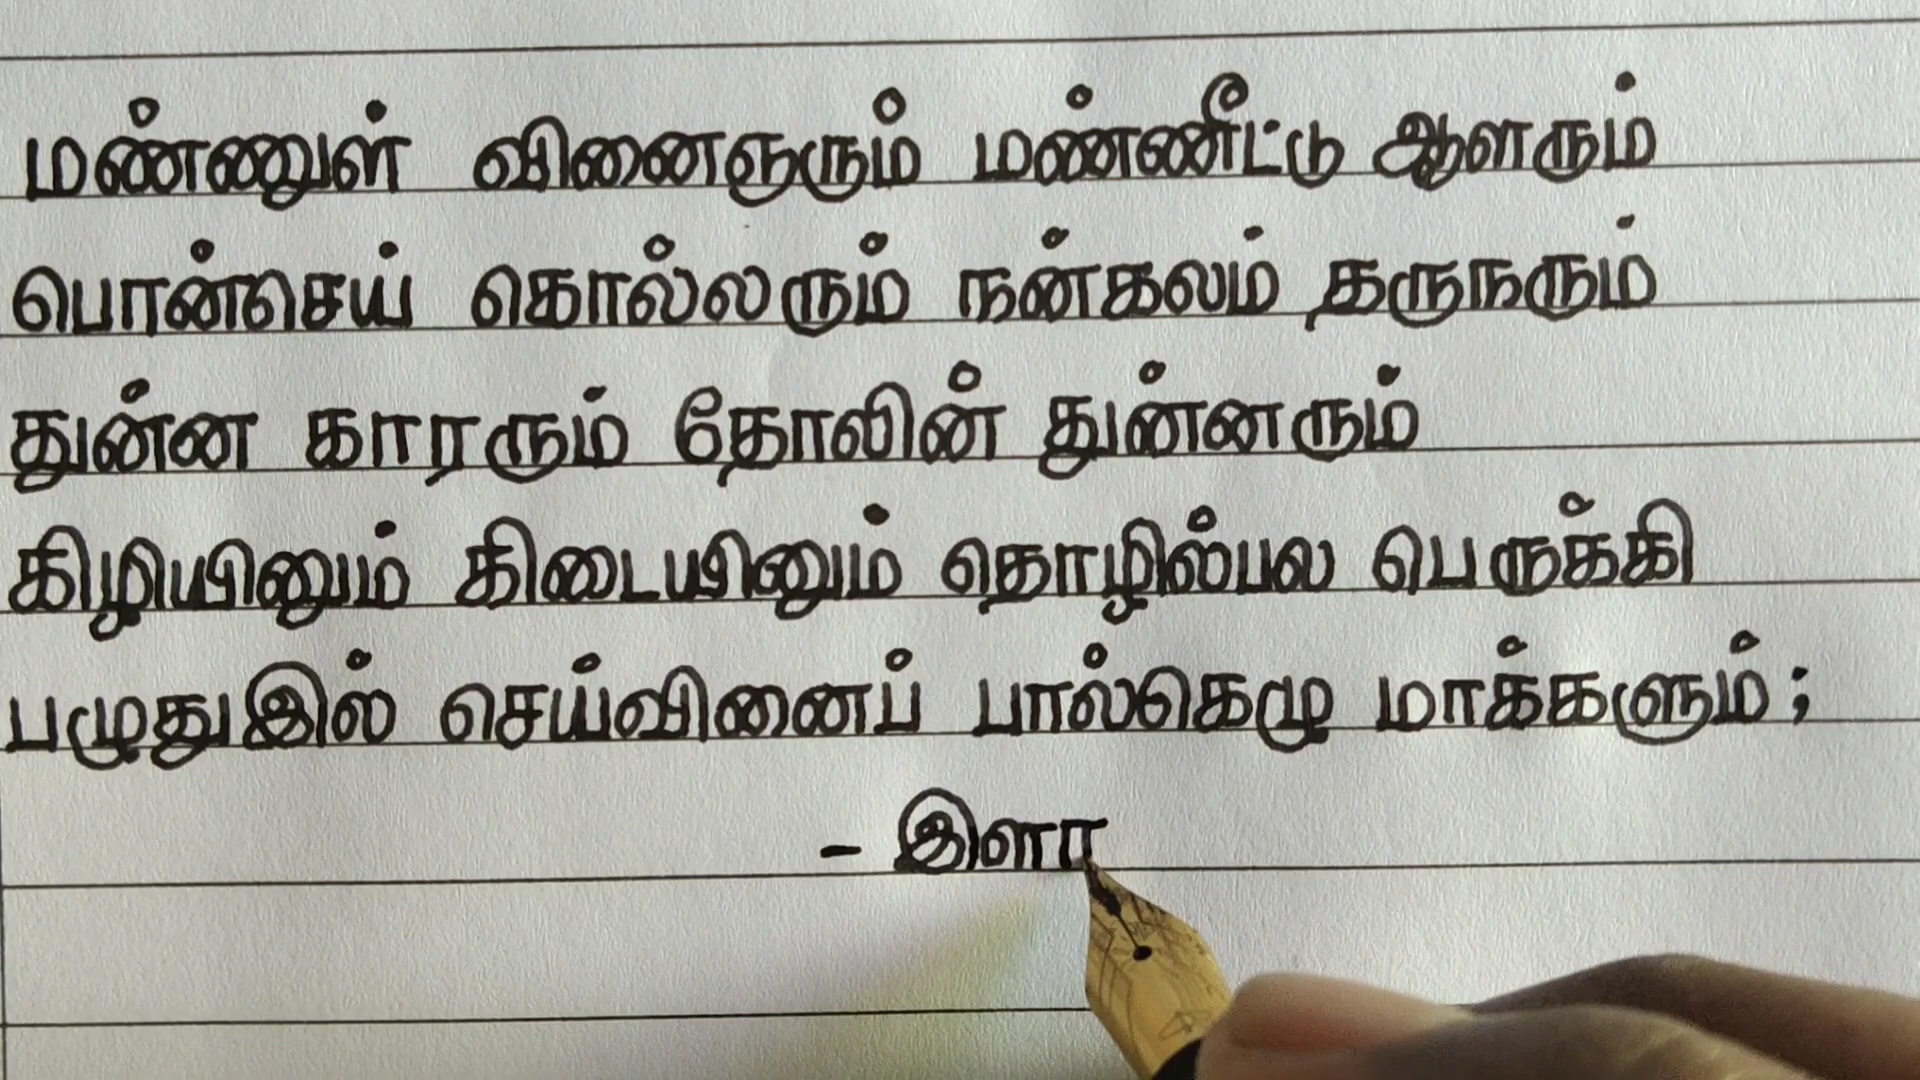 மண்ணுள் வினைஞரும் மண்ணீட்டு ஆளரும்
பொன்செய் கொல்லரும் நன்கலம் தருநரும்
துன்ன காரரும் தோலின் துன்னரும்
கிழியினும் கிடையினும் தொழில்பல பெருக்கி
பழுதுஇல் செய்வினைப் பால்கெழு மாக்களும் ;
- இளா